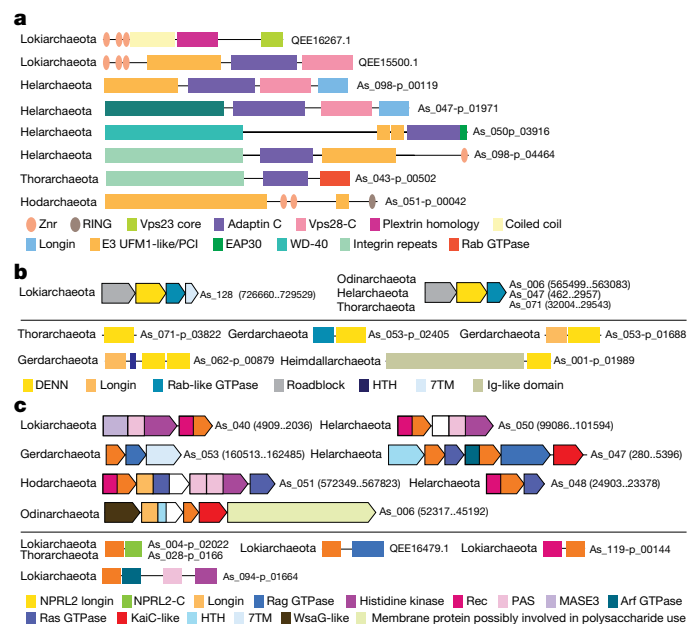 a
Lokiarchaeota QEE16267.1
Lokiarchaeota QEE15500.1
Helarchaeota As_098-p_00119
Helarchaeota As_047-p_01971
Helarchaeota As_050p_03916
Helarchaeota As_098-p_04464
Thorarchaeota As_043-p_00502
Hodarchaeota As_051-p_00042
Znr RING Vps23 core Adaptin C Vps28-C Plextrin homology Coiled coil
Longin E3 UFM1-like/PCI EAP30 WD-40 Integrin repeats Rab GTPase
b
Lokiarchaeota As_128 (726660..729529)
Odinarchaeota As_006 (565499..563083)
Helarchaeota As_047 (462..2957)
Thorarchaeota As_071 (32004..29543)
Thorarchaeota As_071-p_03822 Gerdarchaeota As_053-p_02405 Gerdarchaeota As_053-p_01688
Gerdarchaeota As_062-p_00879 Heimdallarchaeota As_001-p_01989
DENN Longin Rab-like GTPase Roadblock HTH 7TM Ig-like domain
c
Lokiarchaeota As_040 (4909..2036) Helarchaeota As_050 (99086..101594)
Gerdarchaeota As_053 (160513..162485) Helarchaeota As_047 (280..5396)
Hodarchaeota As_051 (572349..567823) Helarchaeota As_048 (24903..23378)
Odinarchaeota As_006 (52317..45192)
Lokiarchaeota As_004-p_02022
Thorarchaeota As_028-p_0166
Lokiarchaeota QEE16479.1 Lokiarchaeota As_119-p_00144
Lokiarchaeota As_094-p_01664
NPRL2 longin NPRL2-C Longin Rag GTPase Histidine kinase Rec PAS MASE3 Arf GTPase
Ras GTPase KaiC-like HTH 7TM WsaG-like Membrane protein possibly involved in polysaccharide use